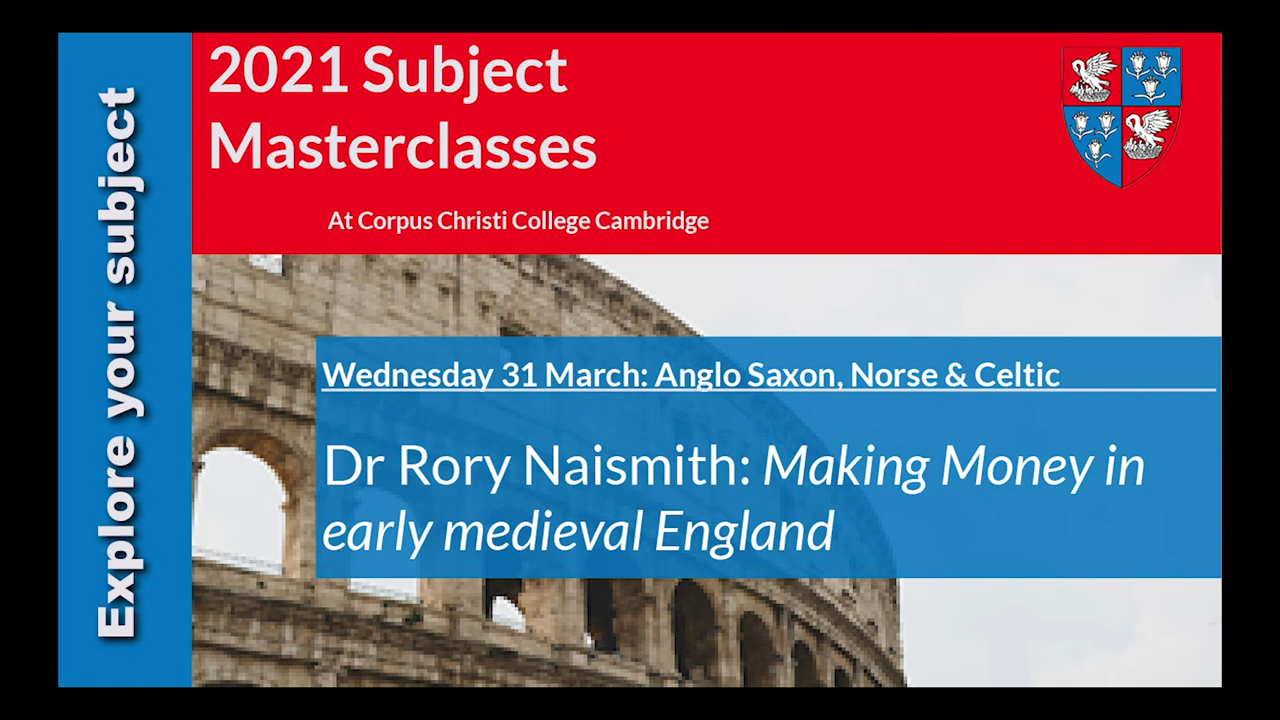 Explore your subject
2021 Subject
Masterclasses
At Corpus Christi College Cambridge
Wednesday 31 March: Anglo Saxon, Norse & Celtic
Dr Rory Naismith: Making Money in
early medieval England